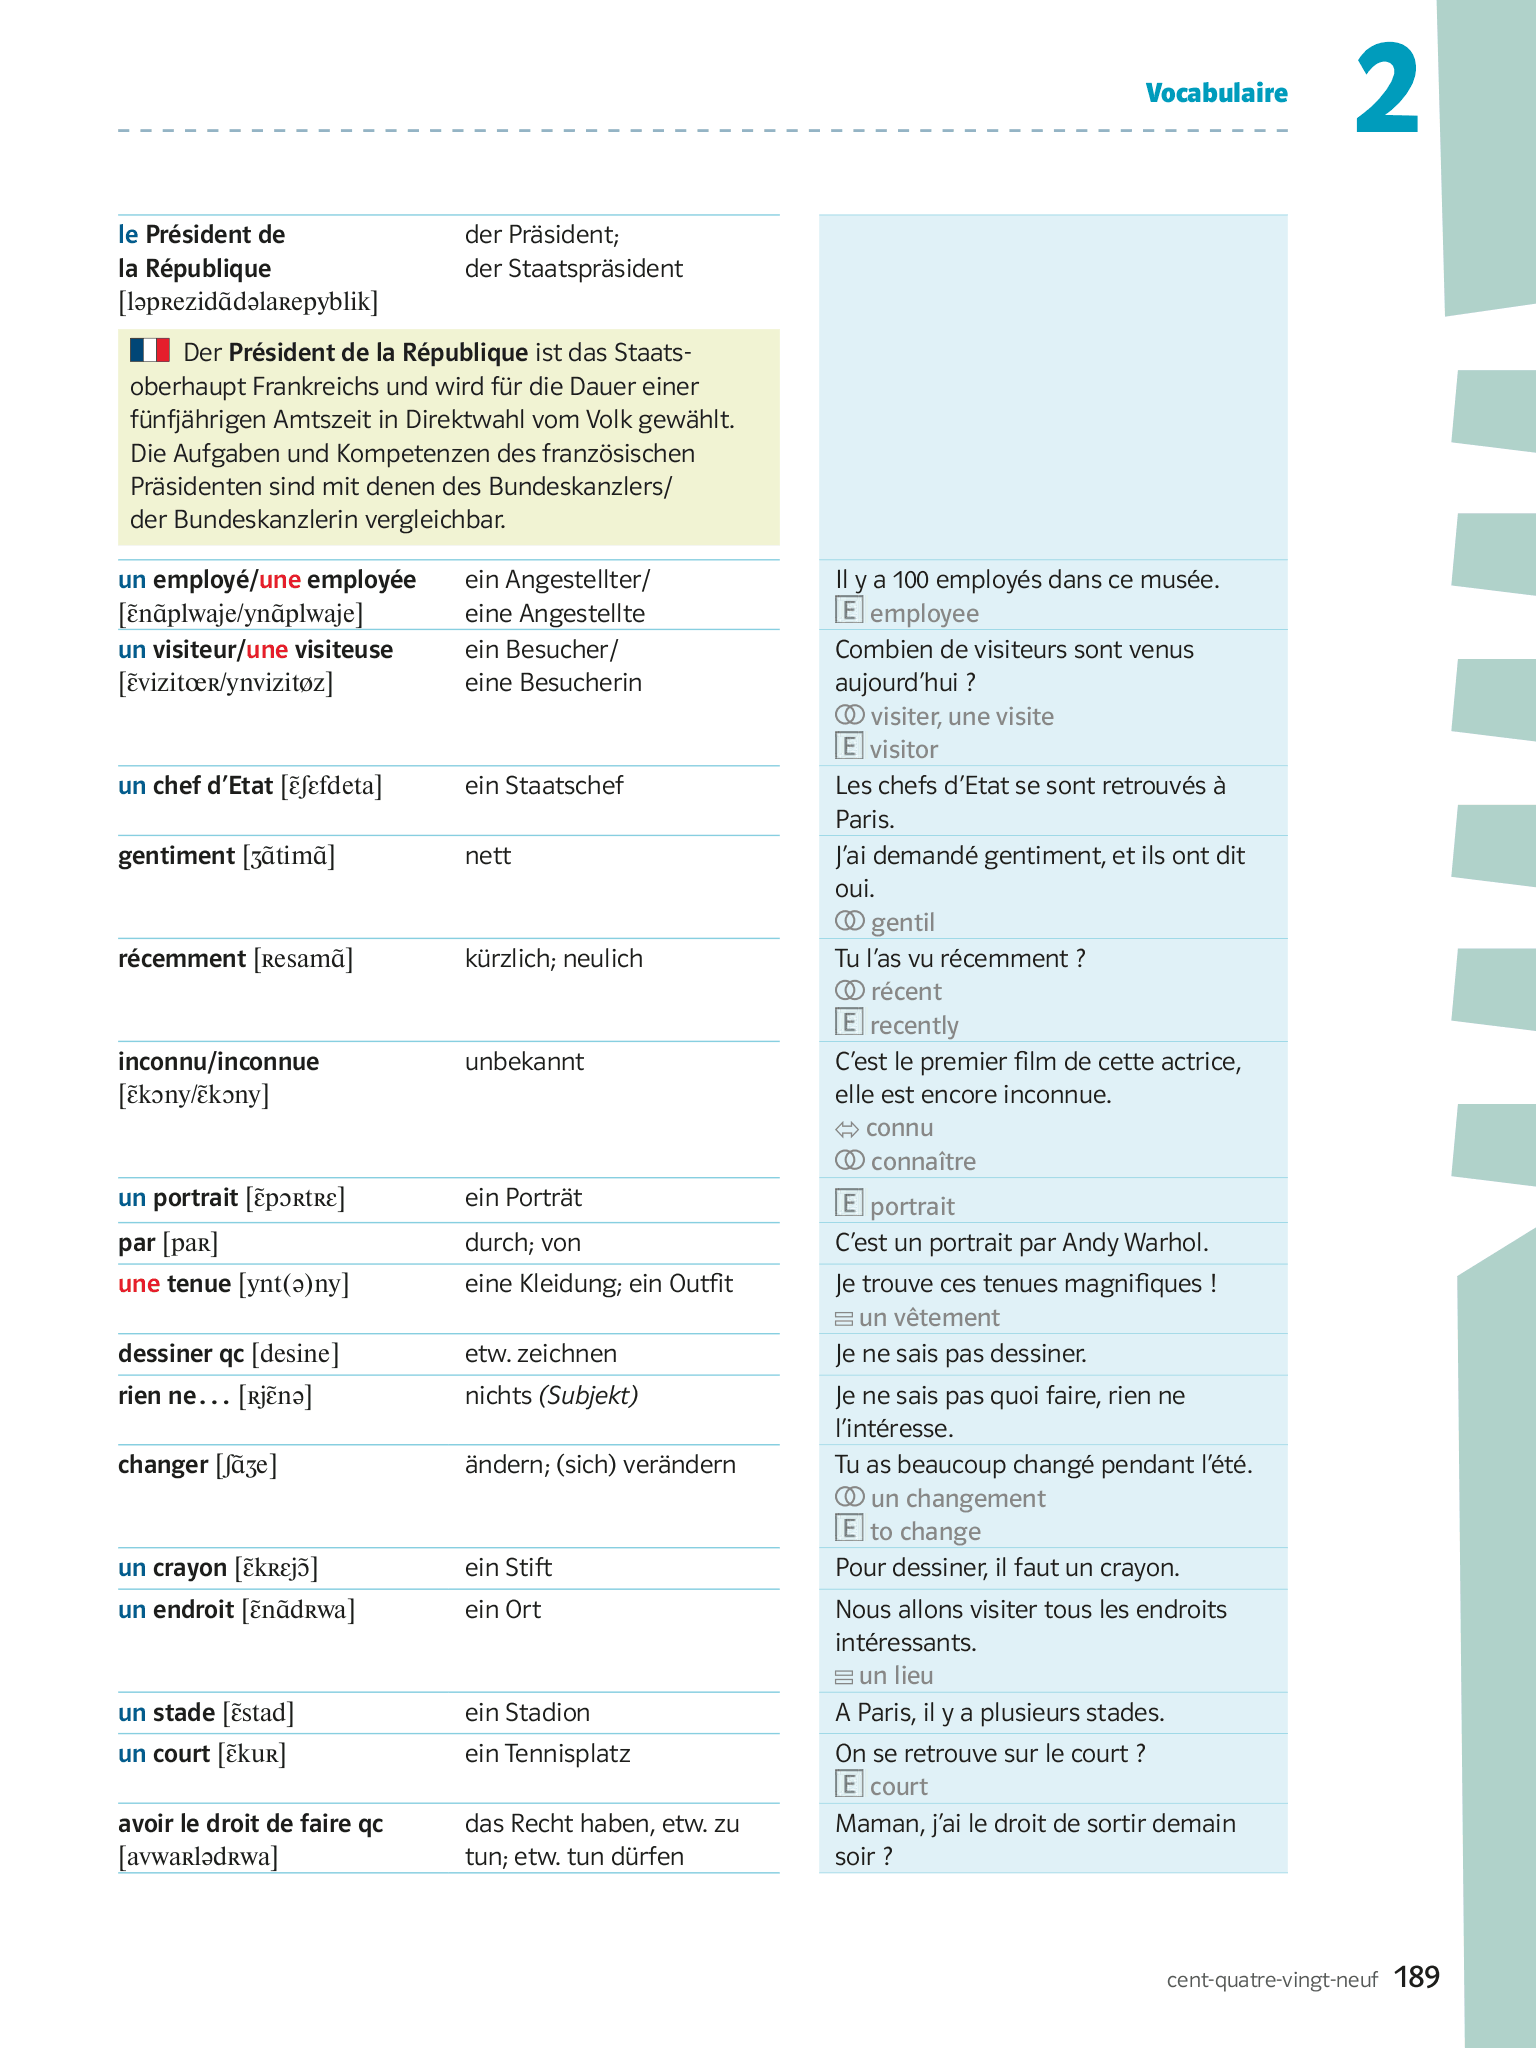 Vocabulaire
2
le Président de
la République
[ləpʀezidɑ̃dəlaʀepyblik]
der Präsident;
der Staatspräsident
Der Président de la République ist das Staats-
oberhaupt Frankreichs und wird für die Dauer einer
fünfjährigen Amtszeit in Direktwahl vom Volk gewählt.
Die Aufgaben und Kompetenzen des französischen
Präsidenten sind mit denen des Bundeskanzlers/
der Bundeskanzlerin vergleichbar.
un employé/une employée
[ɛ̃nɑ̃plwaje/ynɑ̃plwaje]
ein Angestellter/
eine Angestellte
Il y a 100 employés dans ce musée.
E employee
un visiteur/une visiteuse
[ɛ̃vizitœʀ/ynvizitøz]
ein Besucher/
eine Besucherin
Combien de visiteurs sont venus
aujourd’hui ?
visiter, une visite
E visitor
un chef d’Etat [ɛ̃ʃɛfdeta]
ein Staatschef
Les chefs d’Etat se sont retrouvés à
Paris.
gentiment [ʒɑ̃timɑ̃]
nett
J’ai demandé gentiment, et ils ont dit
oui.
gentil
récemment [ʀesamɑ̃]
kürzlich; neulich
Tu l’as vu récemment ?
récent
E recently
inconnu/inconnue
[ɛ̃kɔny/ɛ̃kɔny]
unbekannt
C’est le premier film de cette actrice,
elle est encore inconnue.
⇔ connu
connaître
un portrait [ɛ̃pɔʀtʀɛ]
ein Porträt
E portrait
par [paʀ]
durch; von
C’est un portrait par Andy Warhol.
une tenue [ynt(ə)ny]
eine Kleidung; ein Outfit
Je trouve ces tenues magnifiques !
= un vêtement
dessiner qc [desine]
etw. zeichnen
Je ne sais pas dessiner.
rien ne… [ʀjɛ̃nə]
nichts (Subjekt)
Je ne sais pas quoi faire, rien ne
l’intéresse.
changer [ʃɑ̃ʒe]
ändern; (sich) verändern
Tu as beaucoup changé pendant l’été.
un changement
E to change
un crayon [ɛ̃kʀɛjɔ̃]
ein Stift
Pour dessiner, il faut un crayon.
un endroit [ɛ̃nɑ̃dʀwa]
ein Ort
Nous allons visiter tous les endroits
intéressants.
= un lieu
un stade [ɛ̃stad]
ein Stadion
A Paris, il y a plusieurs stades.
un court [ɛ̃kuʀ]
ein Tennisplatz
On se retrouve sur le court ?
E court
avoir le droit de faire qc
[avwaʀlədʀwa]
das Recht haben, etw. zu
tun; etw. tun dürfen
Maman, j’ai le droit de sortir demain
soir ?
cent-quatre-vingt-neuf 189